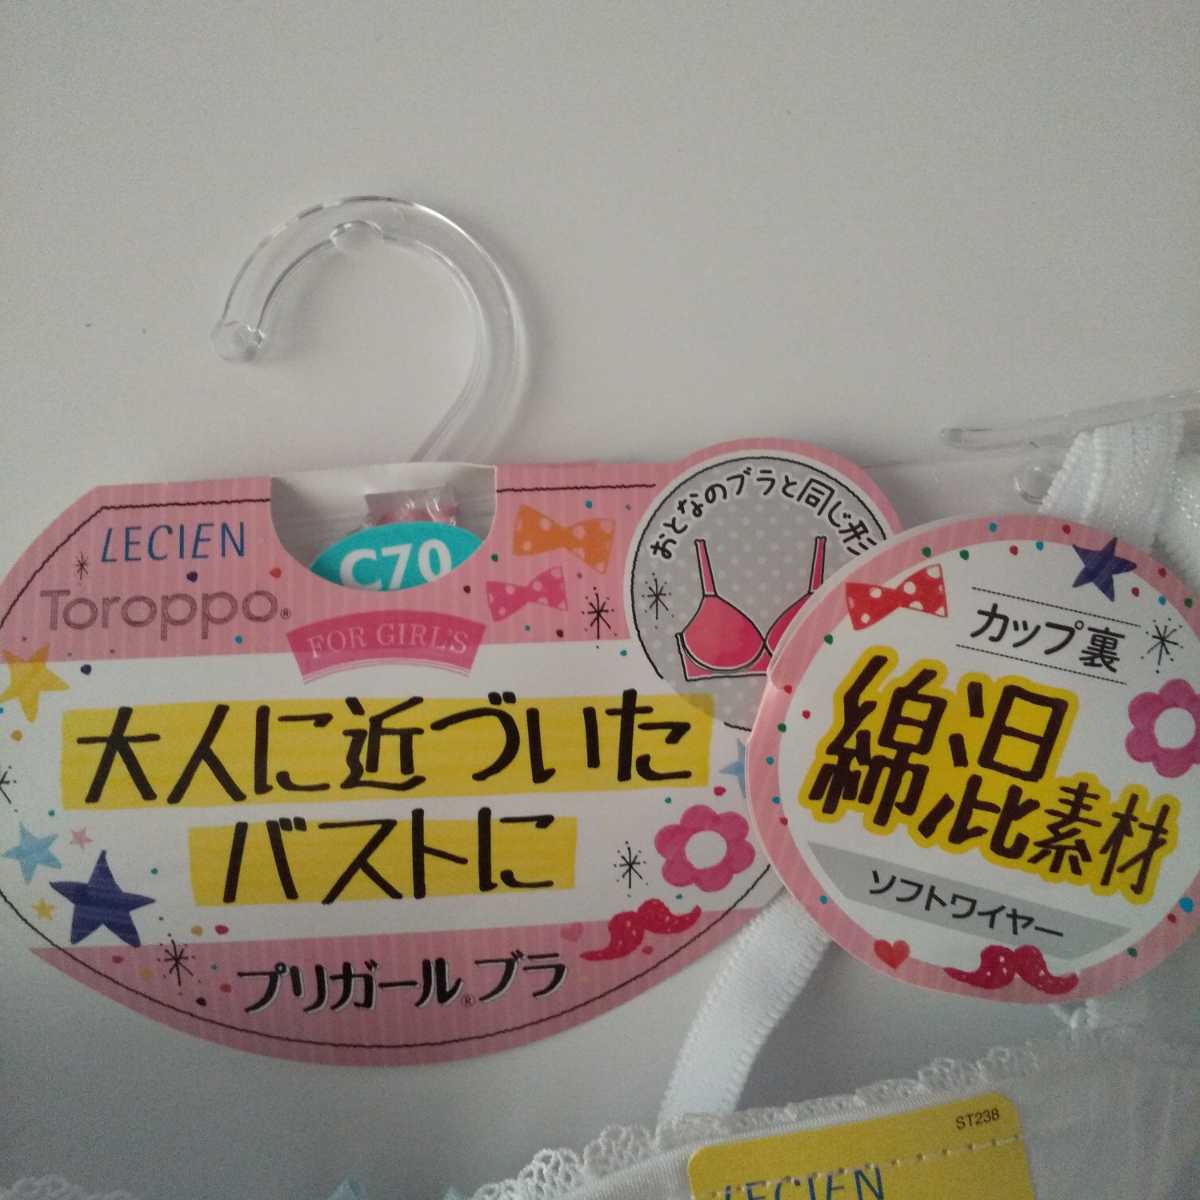 LECIEN
Toroppo®
C70
FOR GIRL'S
大人に近づいた
バストに
プリガール®ブラ
おとなのブラと同じ形
カップ裏
綿混素材
ソフトワイヤー
ST238
LECIEN